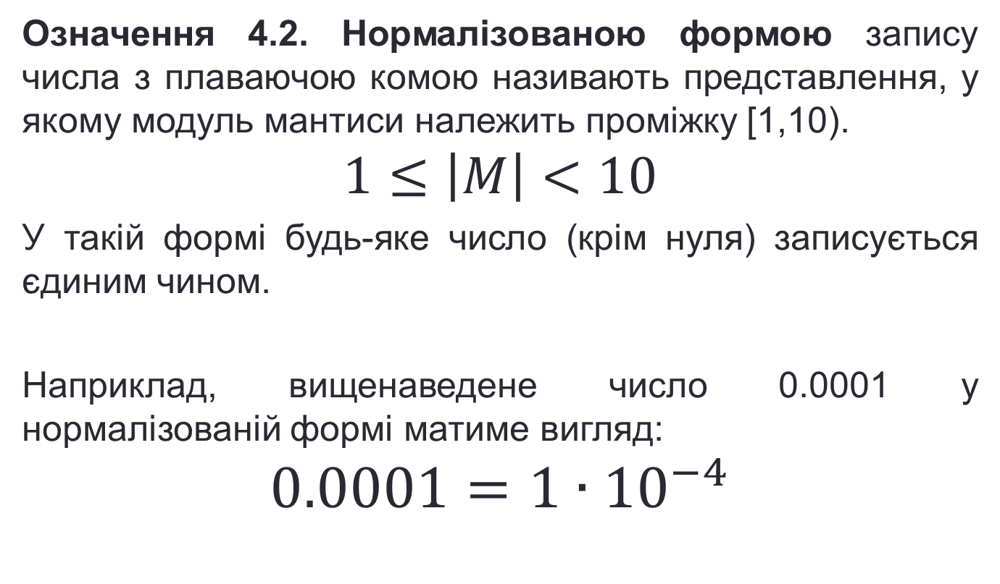 Означення 4.2. Нормалізованою формою запису
числа з плаваючою комою називають представлення, у
якому модуль мантиси належить проміжку [1,10).
1 ≤ |M| < 10
У такій формі будь-яке число (крім нуля) записується
єдиним чином.
Наприклад, вищенаведене число 0.0001 у
нормалізованій формі матиме вигляд:
0.0001 = 1 · 10⁻⁴